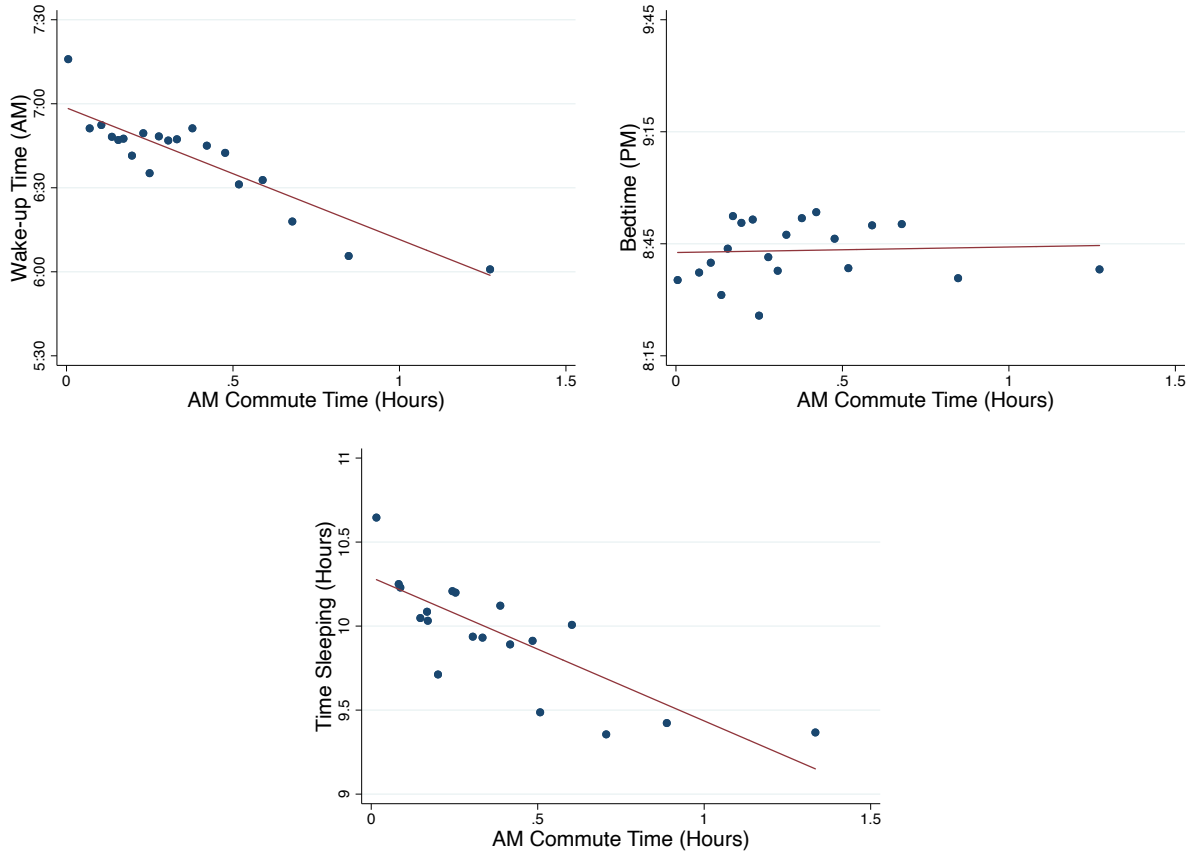 Wake-up Time (AM)
7:30
7:00
6:30
6:00
5:30
0 .5 1 1.5
AM Commute Time (Hours)
Bedtime (PM)
9:45
9:15
8:45
8:15
0 .5 1 1.5
AM Commute Time (Hours)
Time Sleeping (Hours)
11
10.5
10
9.5
9
0 .5 1 1.5
AM Commute Time (Hours)